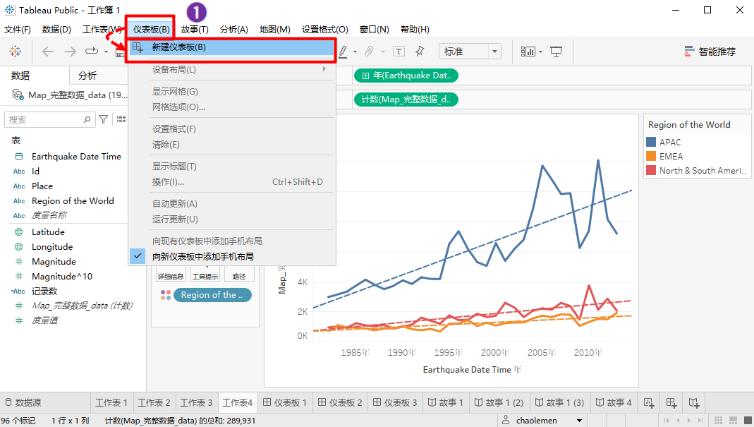 Tableau Public - 工作簿 1
文件(F) 数据(D) 工作表(W) 仪表板(B) 故事(T) 分析(A) 地图(M) 设置格式(O) 窗口(N) 帮助(H)
1
新建仪表板(B)
设备布局(L)
显示网格(G)
网格选项(O)...
设置格式(F)
清除(E)
显示标题(T)
操作(I)... Ctrl+Shift+D
自动更新(A)
运行更新(U)
向现有仪表板中添加手机布局
向新仪表板中添加手机布局
标准
智能推荐
数据 分析
Map_完整数据_data (19...
搜索
表
Earthquake Date Time
Abc Id
Abc Place
Abc Region of the World
Abc 度量名称
Latitude
Longitude
Magnitude
Magnitude^10
Abc 记录数
Map_完整数据_data (计数)
度量值
年(Earthquake Dat..
计数(Map_完整数据_d..
详细信息 工具提示 路径
Region of the ..
4K
2K
0K
1985年 1990年 1995年 2000年 2005年 2010年
Earthquake Date Time 年
Region of the World
APAC
EMEA
North & South Ameri...
数据源 工作表 1 工作表 2 工作表 3 工作表4 仪表板 1 仪表板 2 仪表板 3 故事 1 故事 1 (2) 故事 1 (3) 故事 4
96 个标记 1 行 x 1 列 计数(Map_完整数据_data) 的总和: 289,931 chaolemen